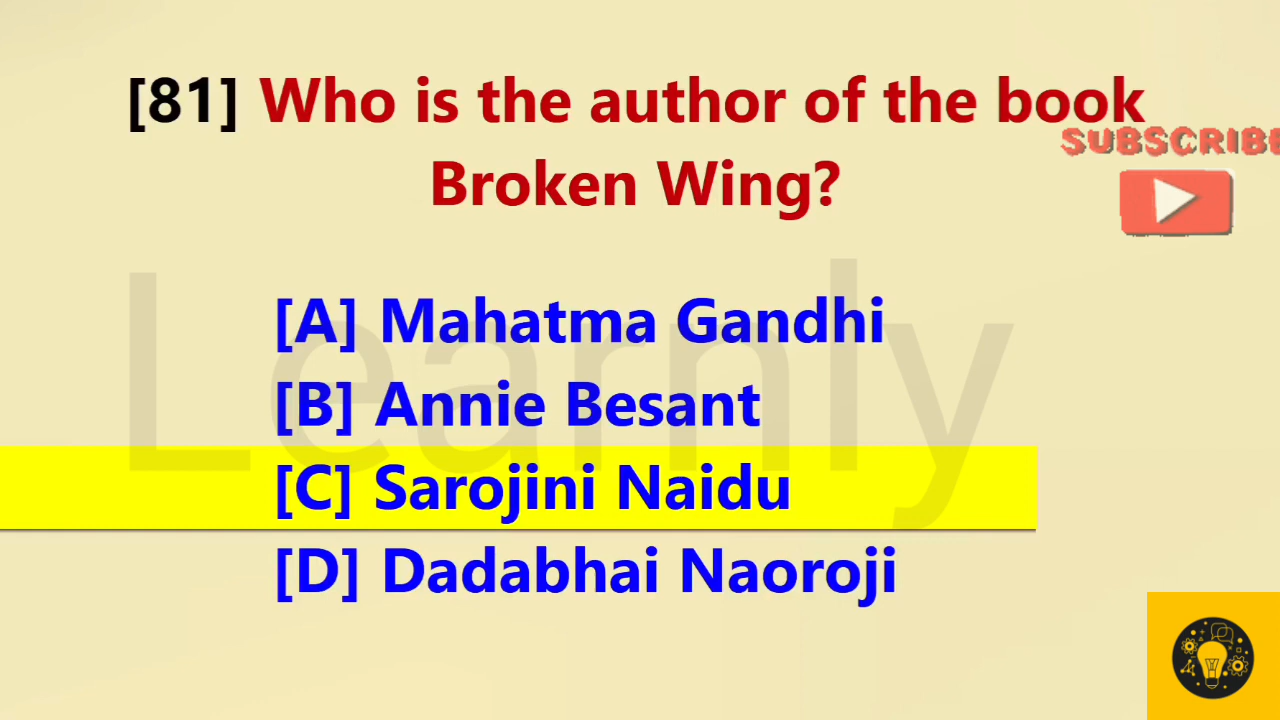 [81] Who is the author of the book
Broken Wing?
SUBSCRIBE
[A] Mahatma Gandhi
[B] Annie Besant
[C] Sarojini Naidu
[D] Dadabhai Naoroji
Learnly